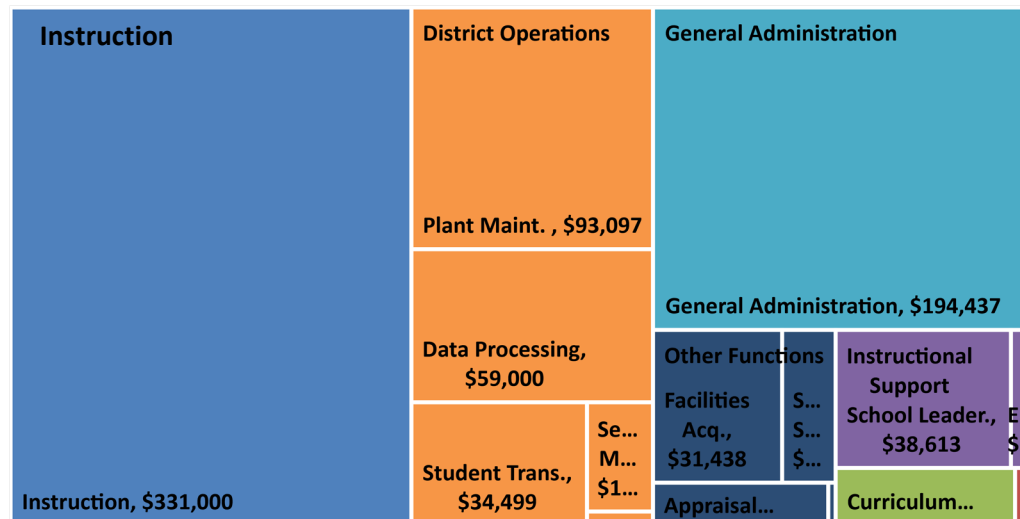 Instruction
Instruction, $331,000
District Operations
Plant Maint. , $93,097
Data Processing,
$59,000
Student Trans.,
$34,499
Se...
M...
$1...
General Administration
General Administration, $194,437
Other Functions
Facilities
Acq.,
$31,438
S...
S...
$...
Appraisal...
Instructional
Support
School Leader.,
$38,613
E
$
Curriculum...